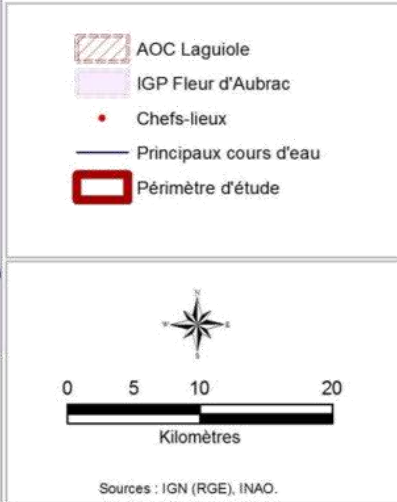 AOC Laguiole
IGP Fleur d'Aubrac
Chefs-lieux
Principaux cours d'eau
Périmètre d'étude
N
W E
S
0 5 10 20
Kilomètres
Sources : IGN (RGE), INAO.